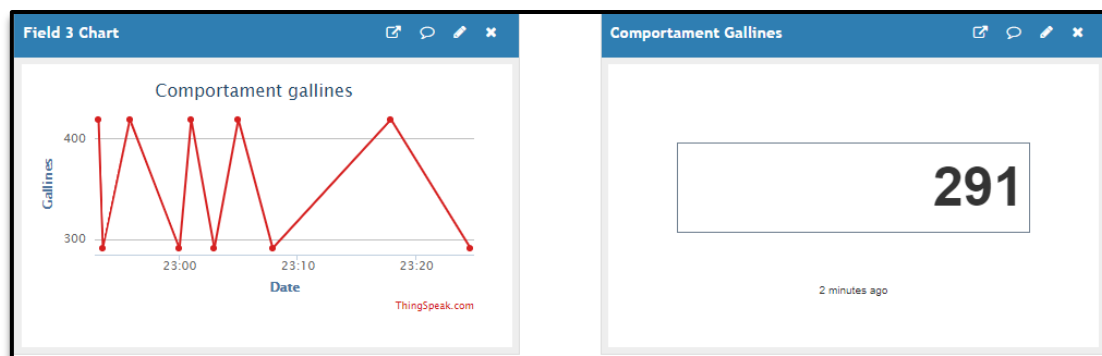 Field 3 Chart
Comportament gallines
Gallines
400
300
23:00 23:10 23:20
Date
ThingSpeak.com
Comportament Gallines
291
2 minutes ago